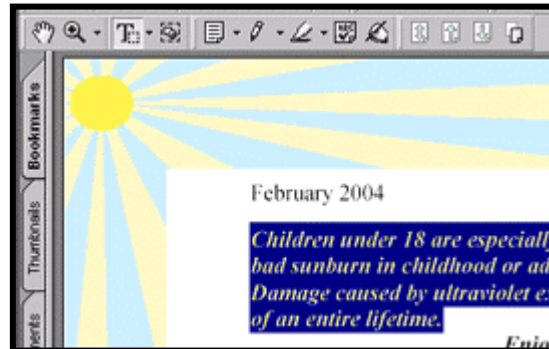 Bookmarks
Thumbnails
February 2004
Children under 18 are especially
bad sunburn in childhood or ad
Damage caused by ultraviolet e
of an entire lifetime.
Enjo